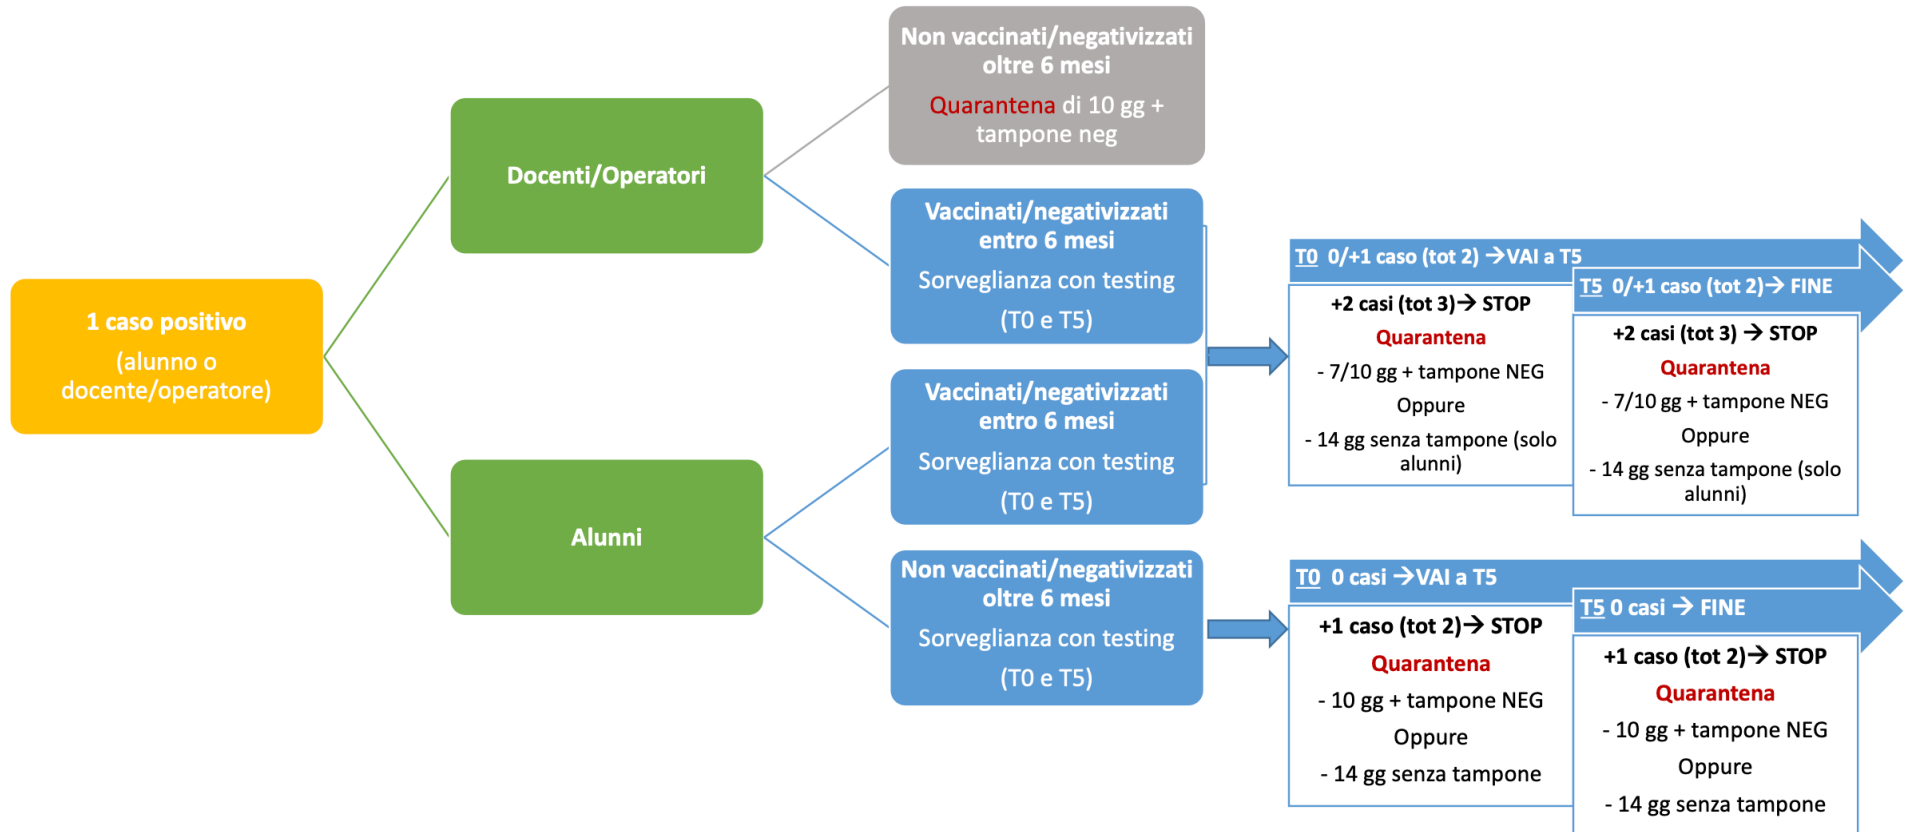 1 caso positivo
(alunno o
docente/operatore)
Docenti/Operatori
Alunni
Non vaccinati/negativizzati
oltre 6 mesi
Quarantena di 10 gg +
tampone neg
Vaccinati/negativizzati
entro 6 mesi
Sorveglianza con testing
(T0 e T5)
Vaccinati/negativizzati
entro 6 mesi
Sorveglianza con testing
(T0 e T5)
Non vaccinati/negativizzati
oltre 6 mesi
Sorveglianza con testing
(T0 e T5)
T0 0/+1 caso (tot 2) →VAI a T5
+2 casi (tot 3)→ STOP
Quarantena
- 7/10 gg + tampone NEG
Oppure
- 14 gg senza tampone (solo
alunni)
T5 0/+1 caso (tot 2)→ FINE
+2 casi (tot 3) → STOP
Quarantena
- 7/10 gg + tampone NEG
Oppure
- 14 gg senza tampone (solo
alunni)
T0 0 casi →VAI a T5
+1 caso (tot 2)→ STOP
Quarantena
- 10 gg + tampone NEG
Oppure
- 14 gg senza tampone
T5 0 casi → FINE
+1 caso (tot 2)→ STOP
Quarantena
- 10 gg + tampone NEG
Oppure
- 14 gg senza tampone